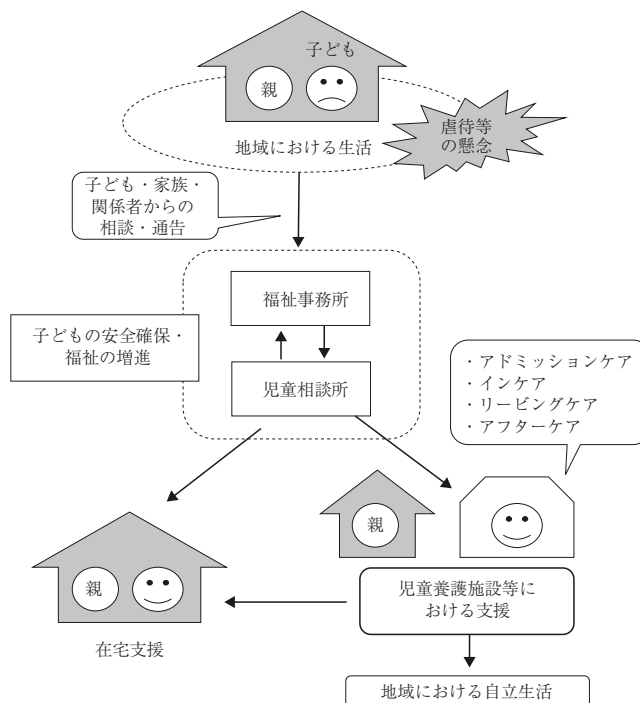 子ども
親
地域における生活
虐待等
の懸念
子ども・家族・
関係者からの
相談・通告
福祉事務所
子どもの安全確保・
福祉の増進
児童相談所
・アドミッションケア
・インケア
・リービングケア
・アフターケア
親
親
児童養護施設等に
おける支援
在宅支援
地域における自立生活